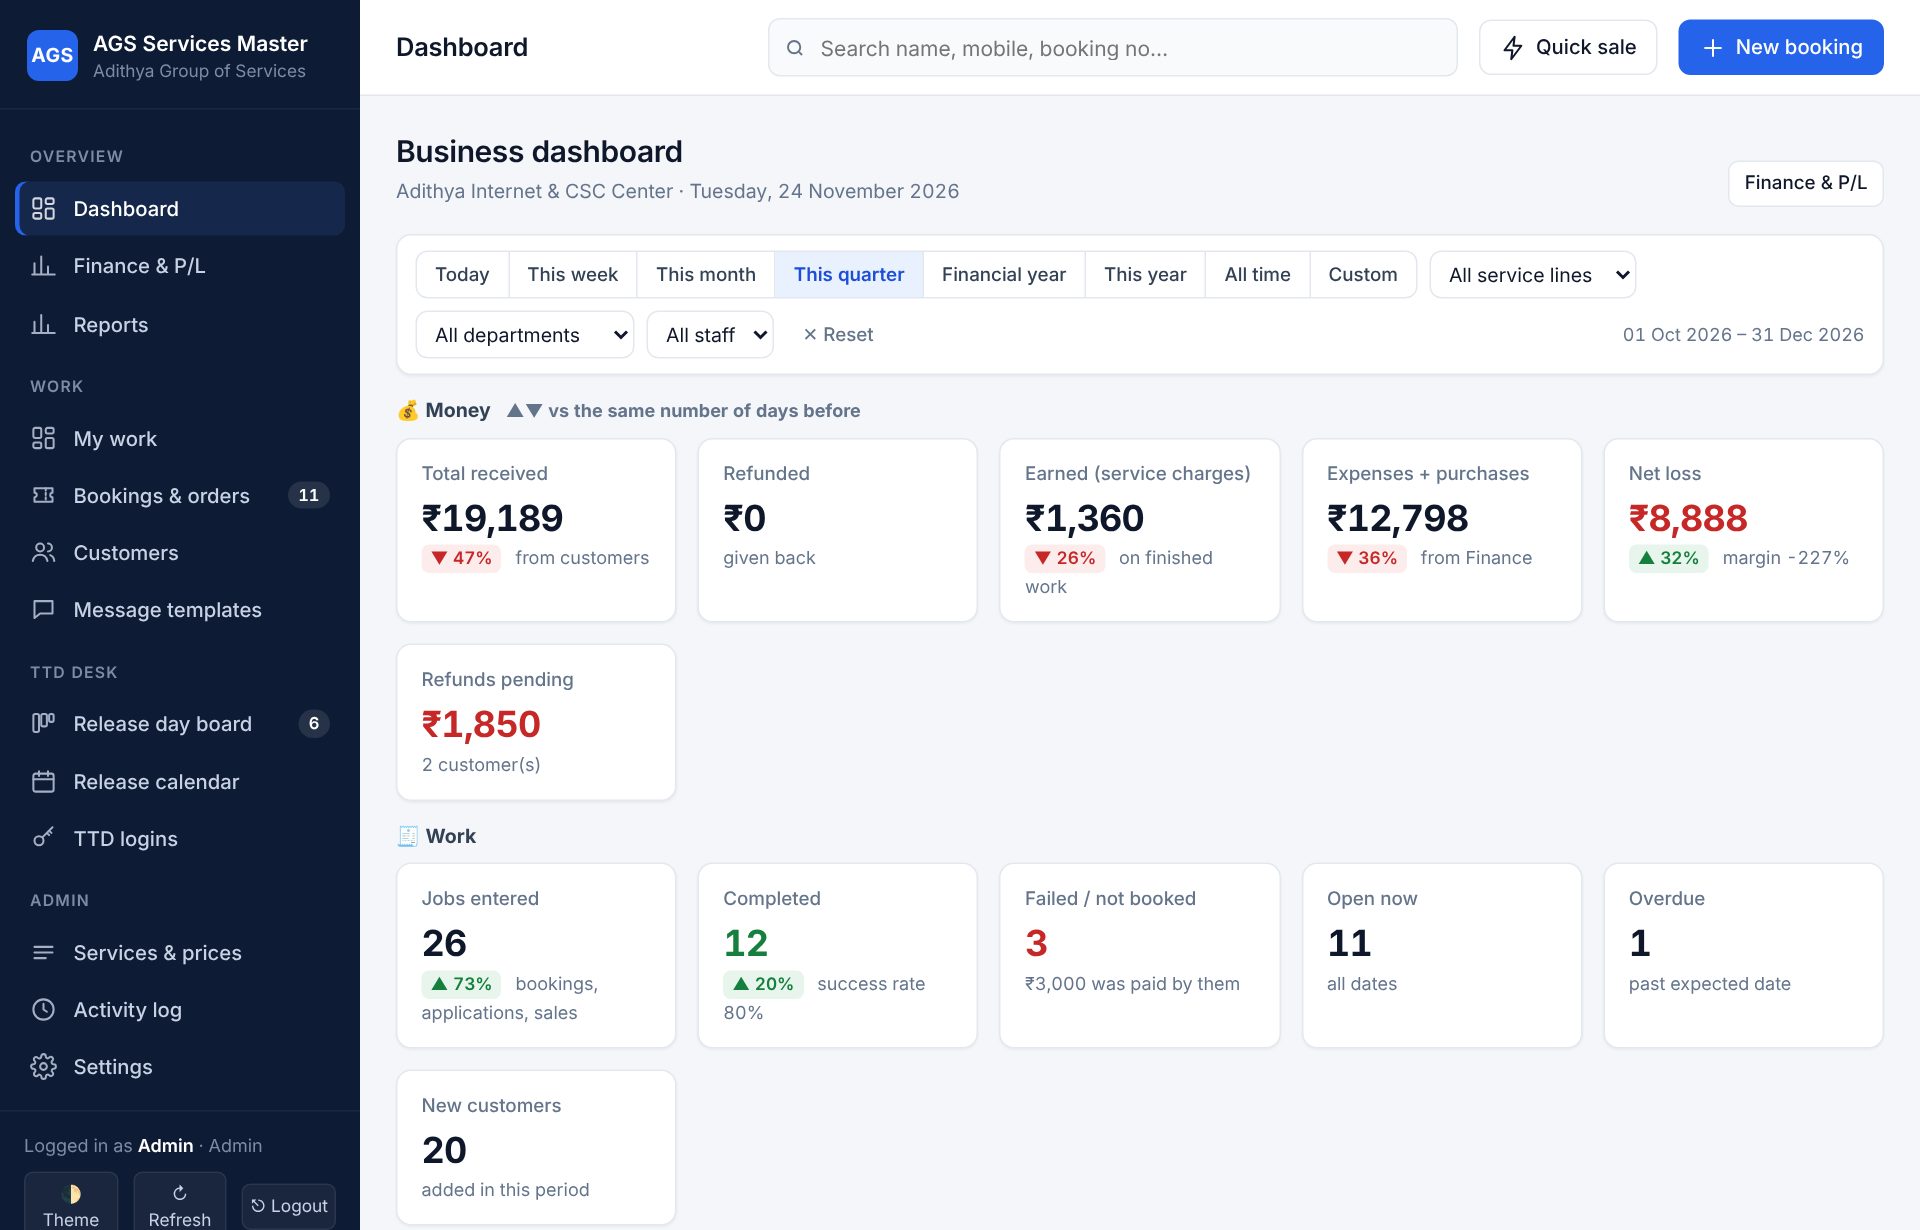 AGS
AGS Services Master
Adithya Group of Services
OVERVIEW
Dashboard
Finance & P/L
Reports
WORK
My work
Bookings & orders 11
Customers
Message templates
TTD DESK
Release day board 6
Release calendar
TTD logins
ADMIN
Services & prices
Activity log
Settings
Logged in as Admin · Admin
Theme
↻ Refresh
Logout
Dashboard
Search name, mobile, booking no...
Quick sale
+ New booking
Business dashboard
Adithya Internet & CSC Center · Tuesday, 24 November 2026
Finance & P/L
Today This week This month This quarter Financial year This year All time Custom All service lines
All departments All staff ✕ Reset 01 Oct 2026 – 31 Dec 2026
💰 Money ▲▼ vs the same number of days before
Total received
₹19,189
▼ 47% from customers
Refunded
₹0
given back
Earned (service charges)
₹1,360
▼ 26% on finished
work
Expenses + purchases
₹12,798
▼ 36% from Finance
Net loss
₹8,888
▲ 32% margin -227%
Refunds pending
₹1,850
2 customer(s)
🧾 Work
Jobs entered
26
▲ 73% bookings,
applications, sales
Completed
12
▲ 20% success rate
80%
Failed / not booked
3
₹3,000 was paid by them
Open now
11
all dates
Overdue
1
past expected date
New customers
20
added in this period